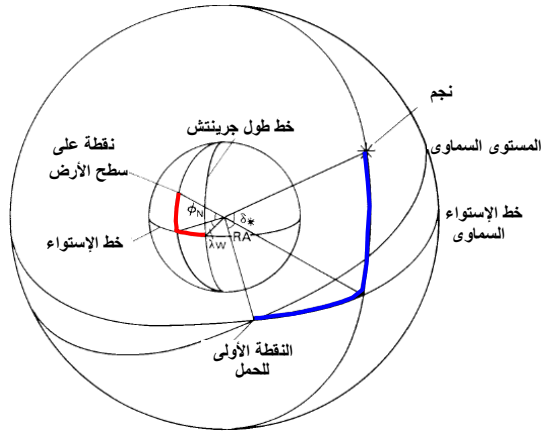 نجم
خط طول جرينتش
نقطة على
سطح الأرض
المستوى السماوى
خط الإستواء
السماوى
خط الإستواء
ϕN
δ*
λW
RA
النقطة الأولى
للحمل